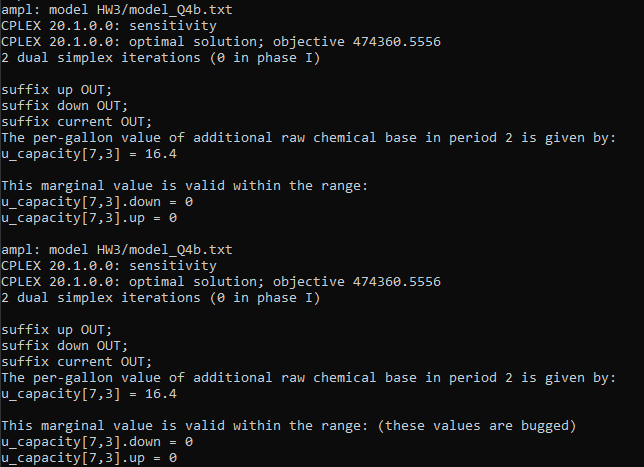 ampl: model HW3/model_Q4b.txt
CPLEX 20.1.0.0: sensitivity
CPLEX 20.1.0.0: optimal solution; objective 474360.5556
2 dual simplex iterations (0 in phase I)
suffix up OUT;
suffix down OUT;
suffix current OUT;
The per-gallon value of additional raw chemical base in period 2 is given by:
u_capacity[7,3] = 16.4
This marginal value is valid within the range:
u_capacity[7,3].down = 0
u_capacity[7,3].up = 0
ampl: model HW3/model_Q4b.txt
CPLEX 20.1.0.0: sensitivity
CPLEX 20.1.0.0: optimal solution; objective 474360.5556
2 dual simplex iterations (0 in phase I)
suffix up OUT;
suffix down OUT;
suffix current OUT;
The per-gallon value of additional raw chemical base in period 2 is given by:
u_capacity[7,3] = 16.4
This marginal value is valid within the range: (these values are bugged)
u_capacity[7,3].down = 0
u_capacity[7,3].up = 0